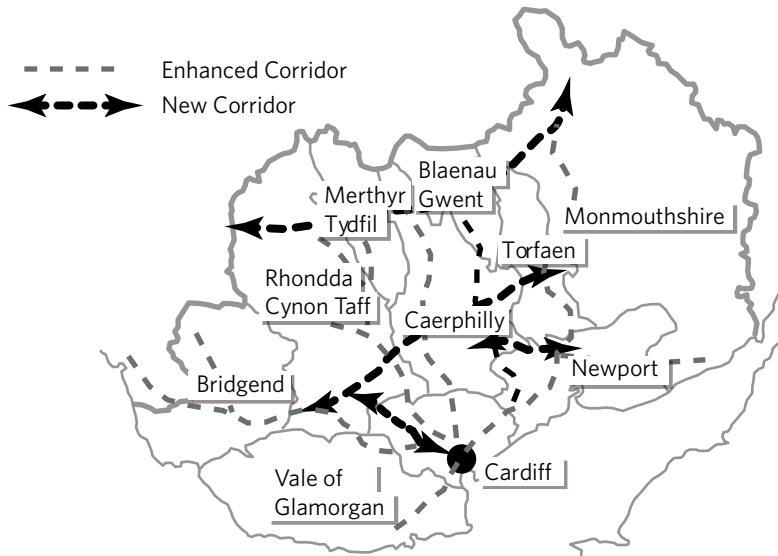 Enhanced Corridor
New Corridor
Blaenau
Gwent
Merthyr
Tydfil
Monmouthshire
Torfaen
Rhondda
Cynon Taff
Caerphilly
Newport
Bridgend
Cardiff
Vale of
Glamorgan